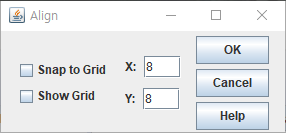 Align
Snap to Grid
X: 8
OK
Show Grid
Y: 8
Cancel
Help